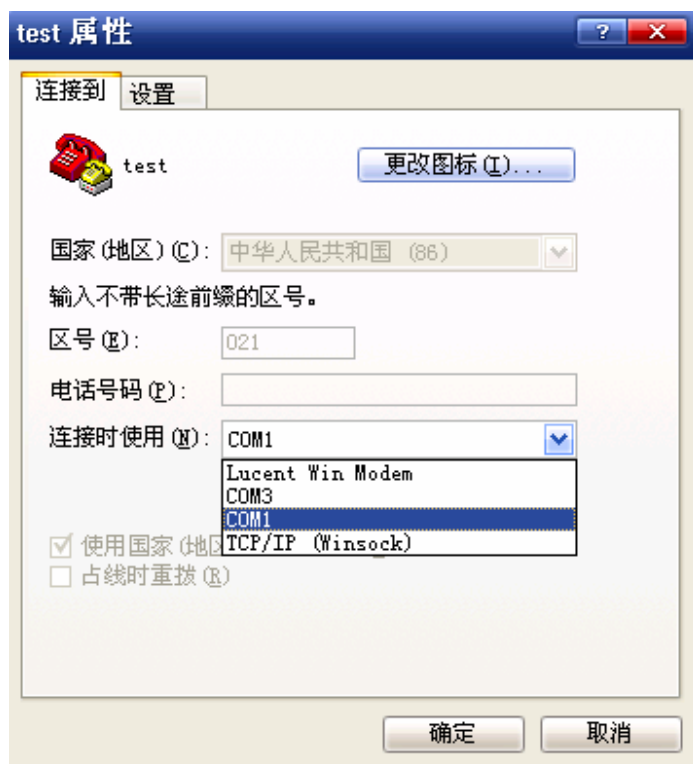 test 属性
连接到 设置
test 更改图标(I)...
国家(地区)(C): 中华人民共和国 (86)
输入不带长途前缀的区号。
区号(E): 021
电话号码(P):
连接时使用(N): COM1
Lucent Win Modem
COM3
COM1
使用国家(地 TCP/IP (Winsock)
占线时重拨(R)
确定 取消